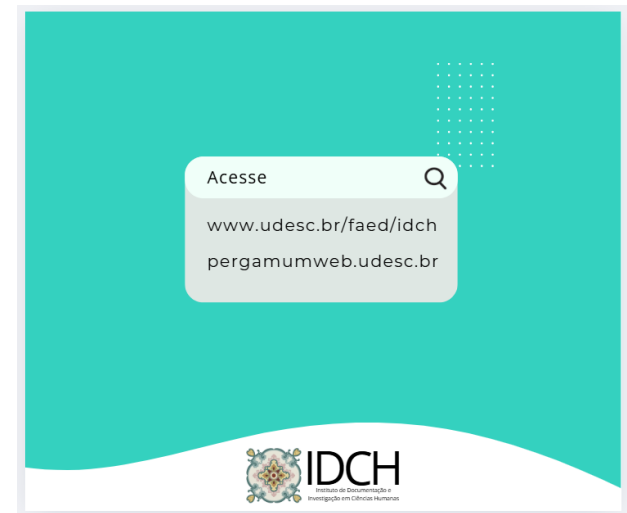 Acesse
www.udesc.br/faed/idch
pergamumweb.udesc.br
IDCH
Instituto de Documentação e
Investigação em Ciências Humanas